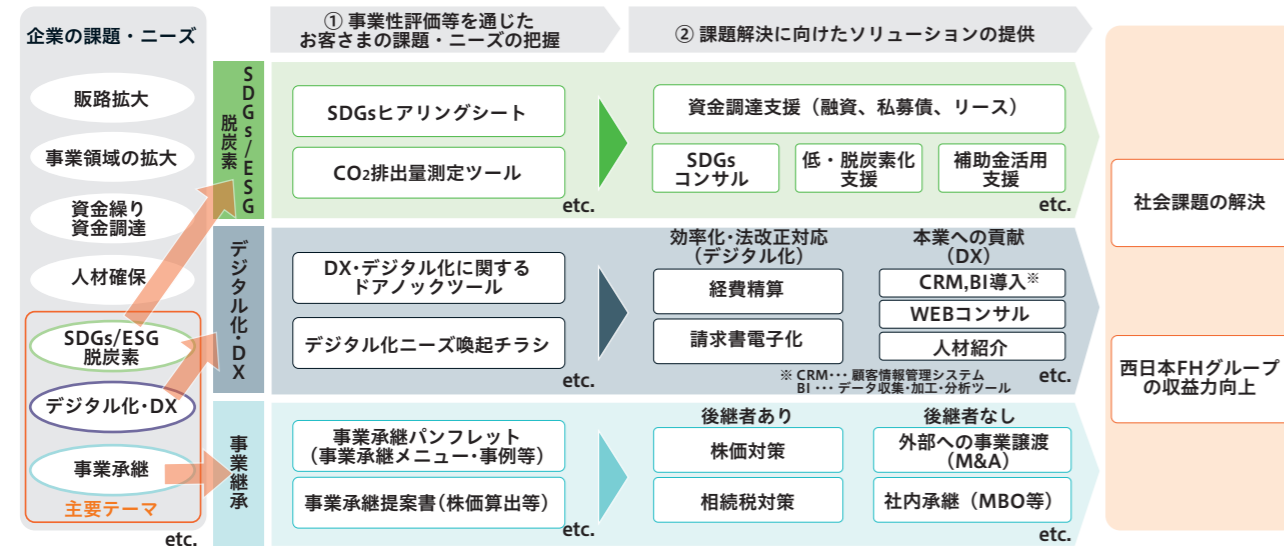 企業の課題・ニーズ
販路拡大
事業領域の拡大
資金繰り
資金調達
人材確保
SDGs/ESG
脱炭素
デジタル化・DX
事業承継
主要テーマ
etc.
① 事業性評価等を通じた
お客さまの課題・ニーズの把握
② 課題解決に向けたソリューションの提供
SDGs/ESG
脱炭素
SDGsヒアリングシート
CO₂排出量測定ツール
etc.
資金調達支援（融資、私募債、リース）
SDGs
コンサル
低・脱炭素化
支援
補助金活用
支援
etc.
デジタル化・DX
DX・デジタル化に関する
ドアノックツール
デジタル化ニーズ喚起チラシ
etc.
効率化・法改正対応
（デジタル化）
経費精算
請求書電子化
本業への貢献
（DX）
CRM,BI導入※
WEBコンサル
人材紹介
※ CRM・・・ 顧客情報管理システム
BI ・・・ データ収集・加工・分析ツール
etc.
事業継承
事業承継パンフレット
（事業承継メニュー・事例等）
事業承継提案書（株価算出等）
etc.
後継者あり
株価対策
相続税対策
後継者なし
外部への事業譲渡
（M&A）
社内承継（MBO等）
etc.
社会課題の解決
西日本FHグループ
の収益力向上